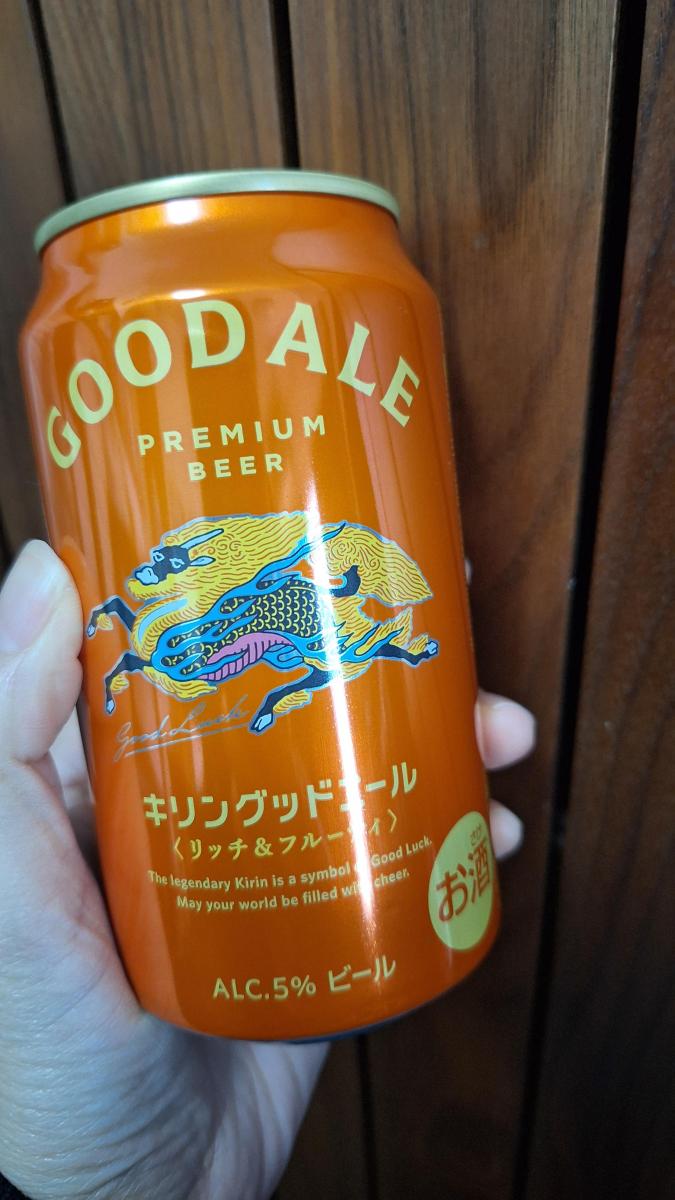 GOOD ALE
PREMIUM
BEER
Good Luck
キリングッドエール
〈リッチ&フルーティ〉
The legendary Kirin is a symbol of Good Luck.
May your world be filled with cheer.
さけ
お酒
ALC.5% ビール